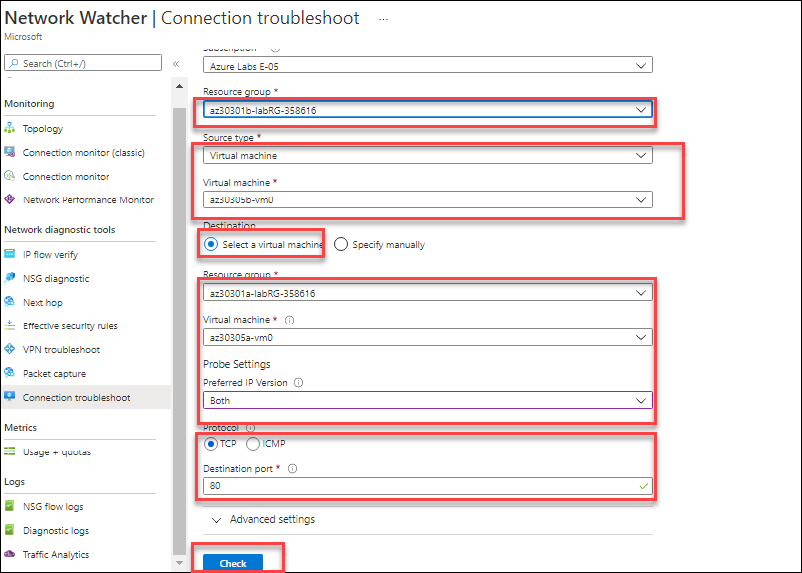 Network Watcher | Connection troubleshoot ...
Microsoft
Search (Ctrl+/)
«
Monitoring
Topology
Connection monitor (classic)
Connection monitor
Network Performance Monitor
Network diagnostic tools
IP flow verify
NSG diagnostic
Next hop
Effective security rules
VPN troubleshoot
Packet capture
Connection troubleshoot
Metrics
Usage + quotas
Logs
NSG flow logs
Diagnostic logs
Traffic Analytics
Subscription
Azure Labs E-05
Resource group *
az30301b-labRG-358616
Source type *
Virtual machine
Virtual machine *
az30305b-vm0
Destination
Select a virtual machine Specify manually
Resource group *
az30301a-labRG-358616
Virtual machine *
az30305a-vm0
Probe Settings
Preferred IP Version
Both
Protocol
TCP ICMP
Destination port *
80
Advanced settings
Check